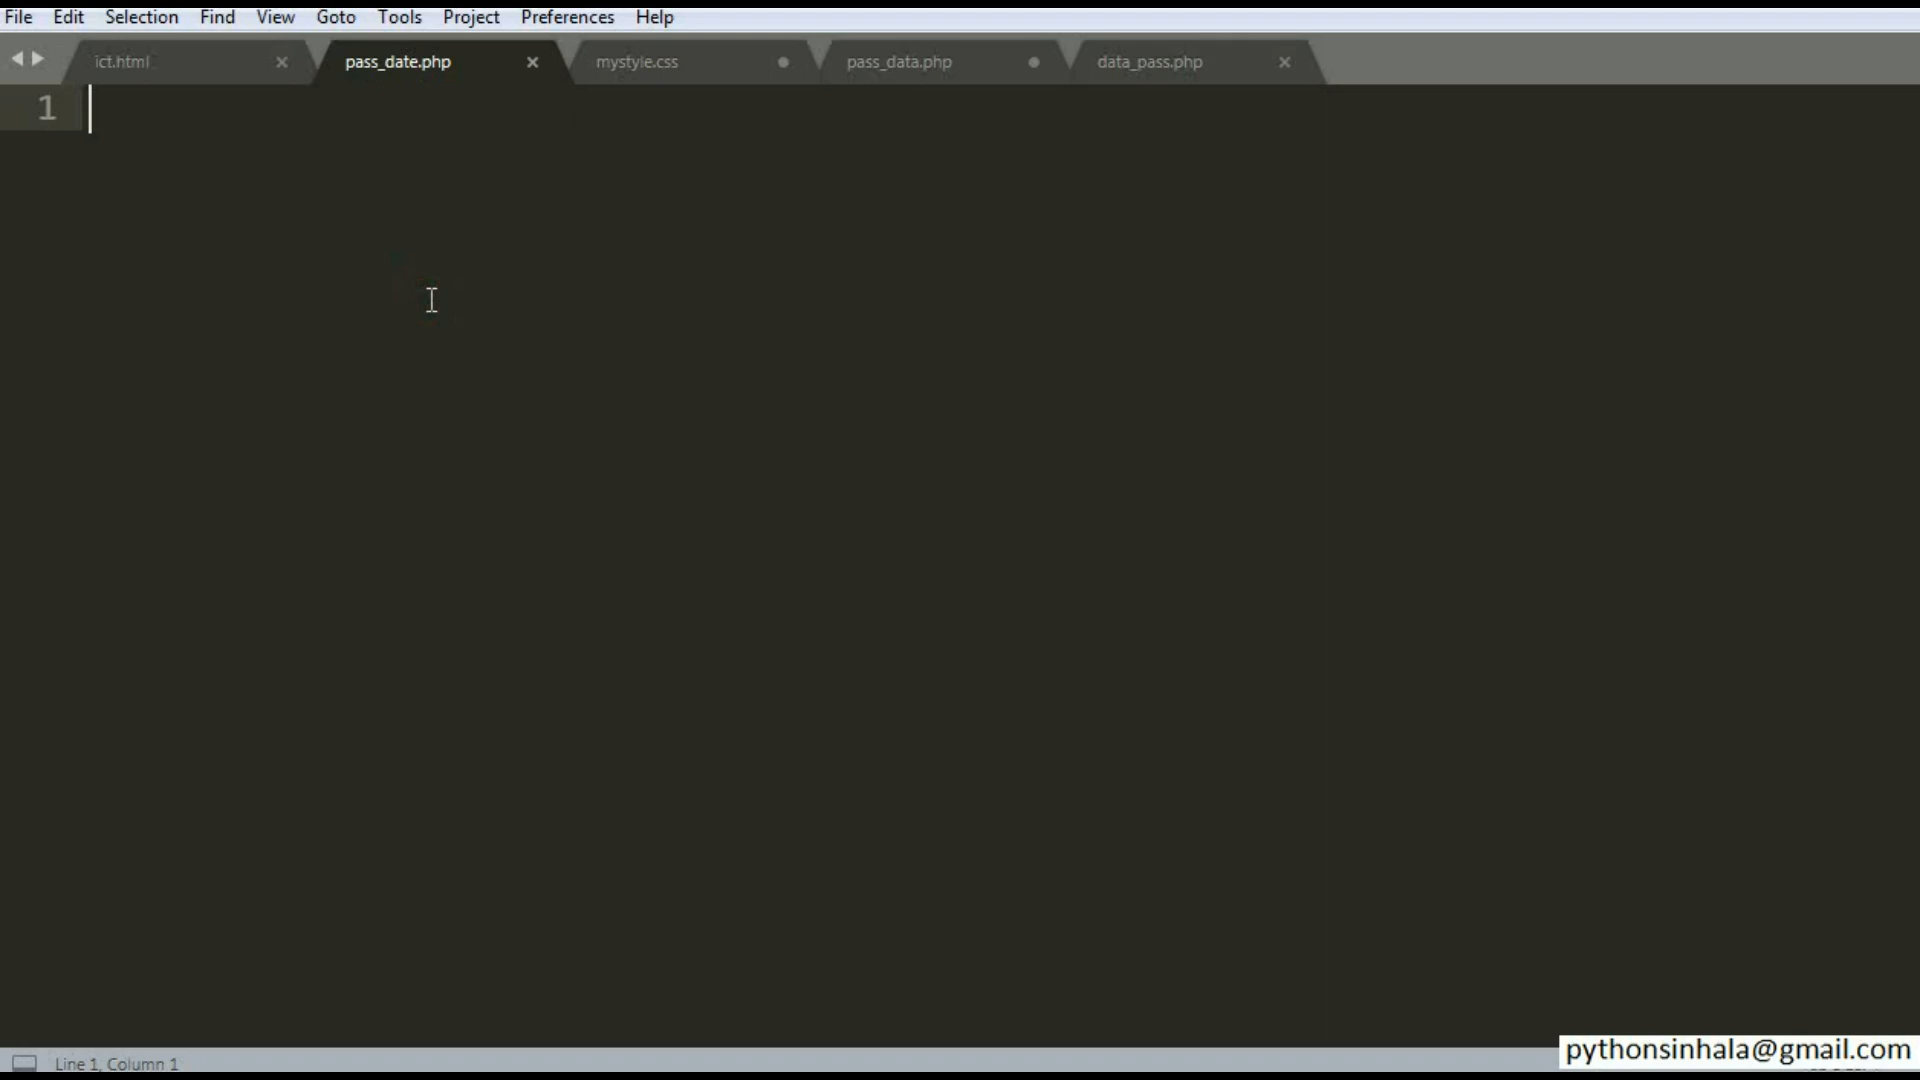 File Edit Selection Find View Goto Tools Project Preferences Help
ict.html pass_date.php mystyle.css pass_data.php data_pass.php
1
Line 1, Column 1
pythonsinhala@gmail.com